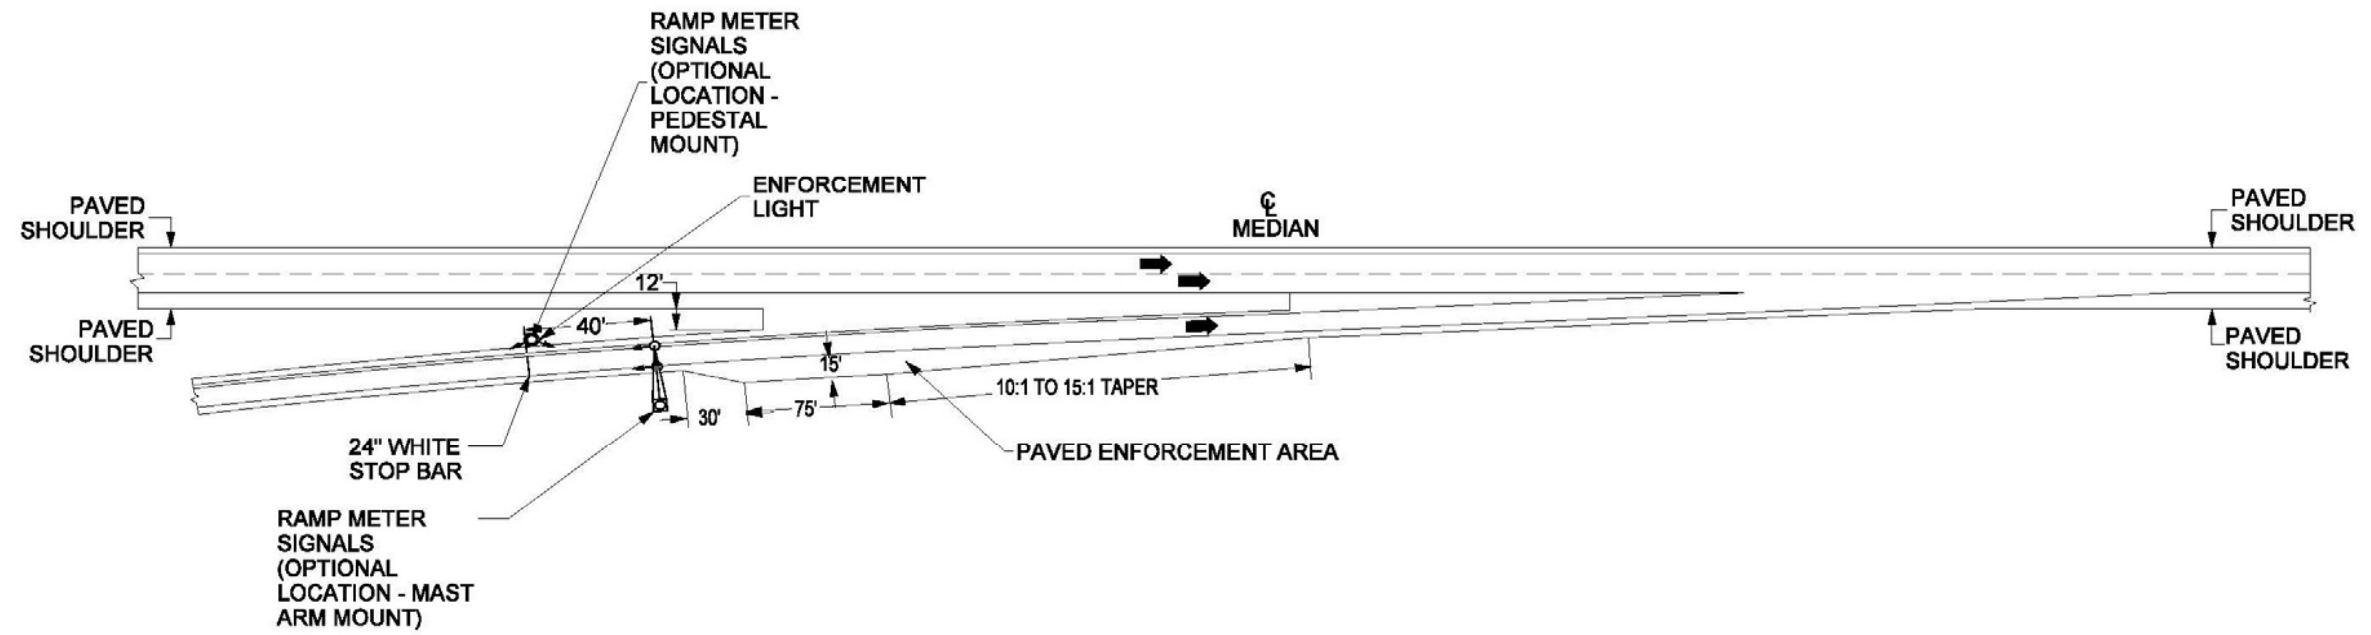 RAMP METER
SIGNALS
(OPTIONAL
LOCATION -
PEDESTAL
MOUNT)
ENFORCEMENT
LIGHT
PAVED
SHOULDER
℄
MEDIAN
PAVED
SHOULDER
12'
40'
PAVED
SHOULDER
PAVED
SHOULDER
15'
10:1 TO 15:1 TAPER
30'
75'
24" WHITE
STOP BAR
PAVED ENFORCEMENT AREA
RAMP METER
SIGNALS
(OPTIONAL
LOCATION - MAST
ARM MOUNT)